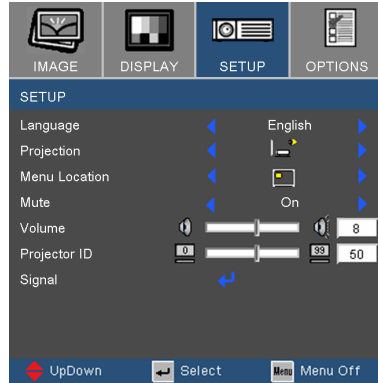 IMAGE DISPLAY SETUP OPTIONS
SETUP
Language English
Projection
Menu Location
Mute On
Volume 8
Projector ID 0 99 50
Signal
UpDown Select Menu Menu Off